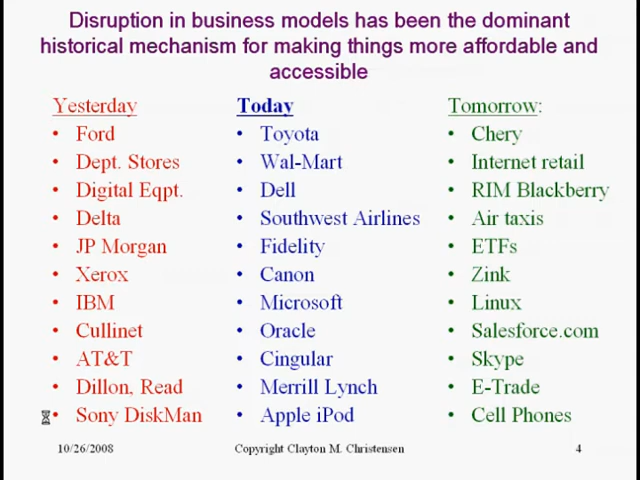 Disruption in business models has been the dominant
historical mechanism for making things more affordable and
accessible
Yesterday
• Ford
• Dept. Stores
• Digital Eqpt.
• Delta
• JP Morgan
• Xerox
• IBM
• Cullinet
• AT&T
• Dillon, Read
• Sony DiskMan
Today
• Toyota
• Wal-Mart
• Dell
• Southwest Airlines
• Fidelity
• Canon
• Microsoft
• Oracle
• Cingular
• Merrill Lynch
• Apple iPod
Tomorrow:
• Chery
• Internet retail
• RIM Blackberry
• Air taxis
• ETFs
• Zink
• Linux
• Salesforce.com
• Skype
• E-Trade
• Cell Phones
10/26/2008
Copyright Clayton M. Christensen
4